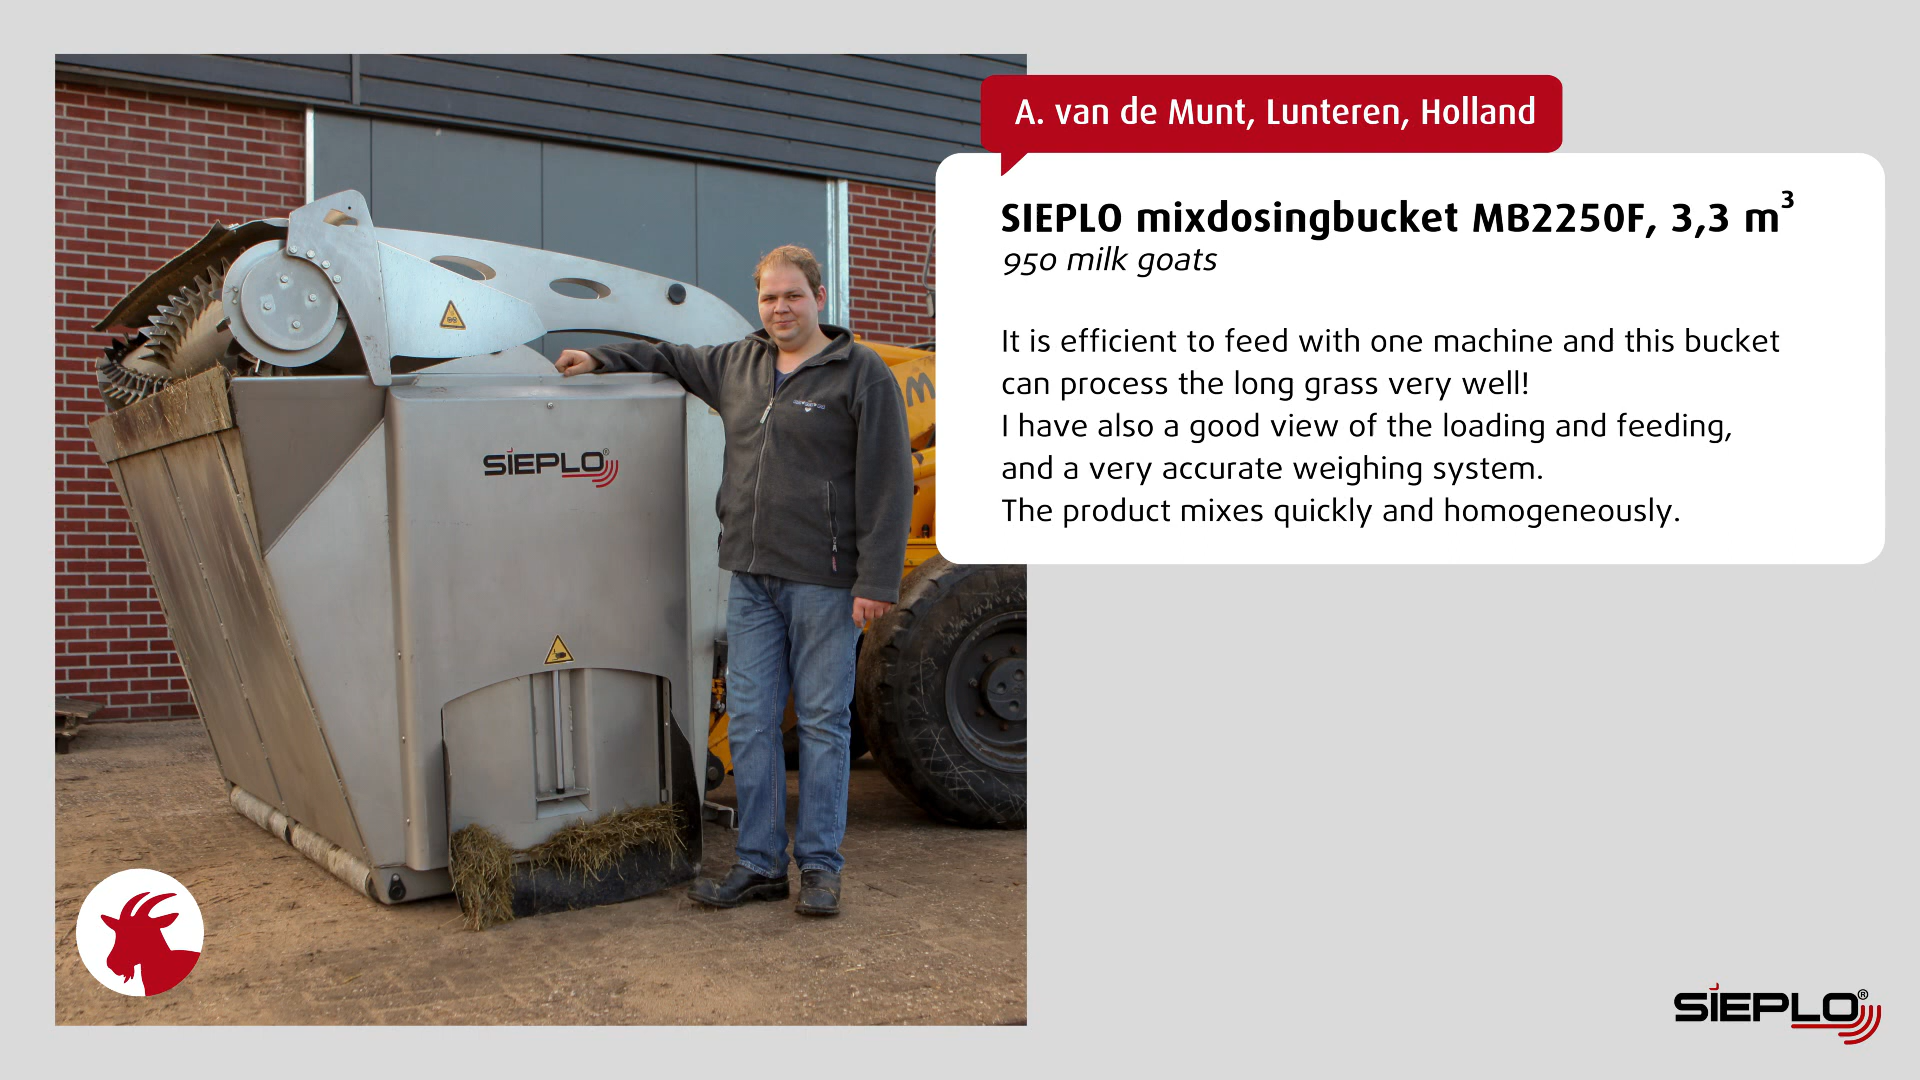 A. van de Munt, Lunteren, Holland
SIEPLO mixdosingbucket MB2250F, 3,3 m³
950 milk goats
It is efficient to feed with one machine and this bucket
can process the long grass very well!
I have also a good view of the loading and feeding,
and a very accurate weighing system.
The product mixes quickly and homogeneously.
SIEPLO®
SIEPLO®